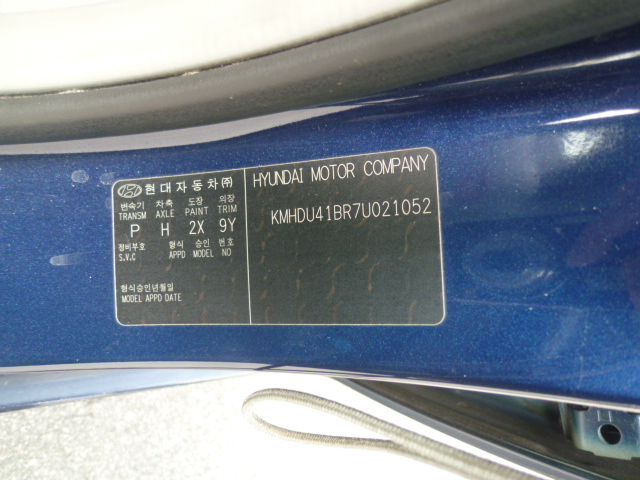 현대자동차㈜
변속기 차축 도장 의장
TRANSM AXLE PAINT TRIM
P H 2X 9Y
정비부호 형식 승인 번호
S.V.C APPD MODEL NO
형식승인년월일
MODEL APPD DATE
HYUNDAI MOTOR COMPANY
KMHDU41BR7U021052